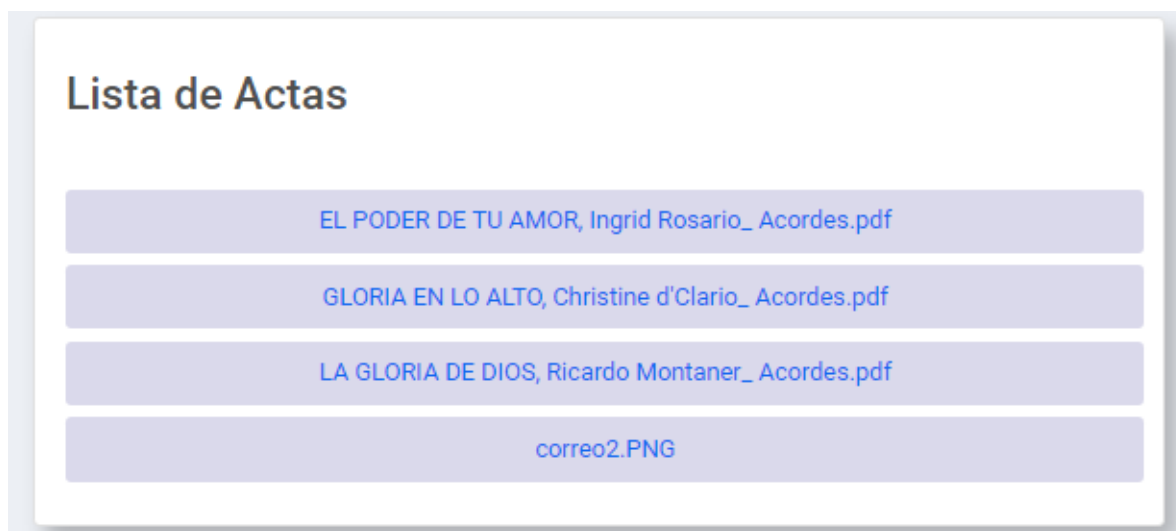 Lista de Actas
EL PODER DE TU AMOR, Ingrid Rosario_ Acordes.pdf
GLORIA EN LO ALTO, Christine d'Clario_ Acordes.pdf
LA GLORIA DE DIOS, Ricardo Montaner_ Acordes.pdf
correo2.PNG